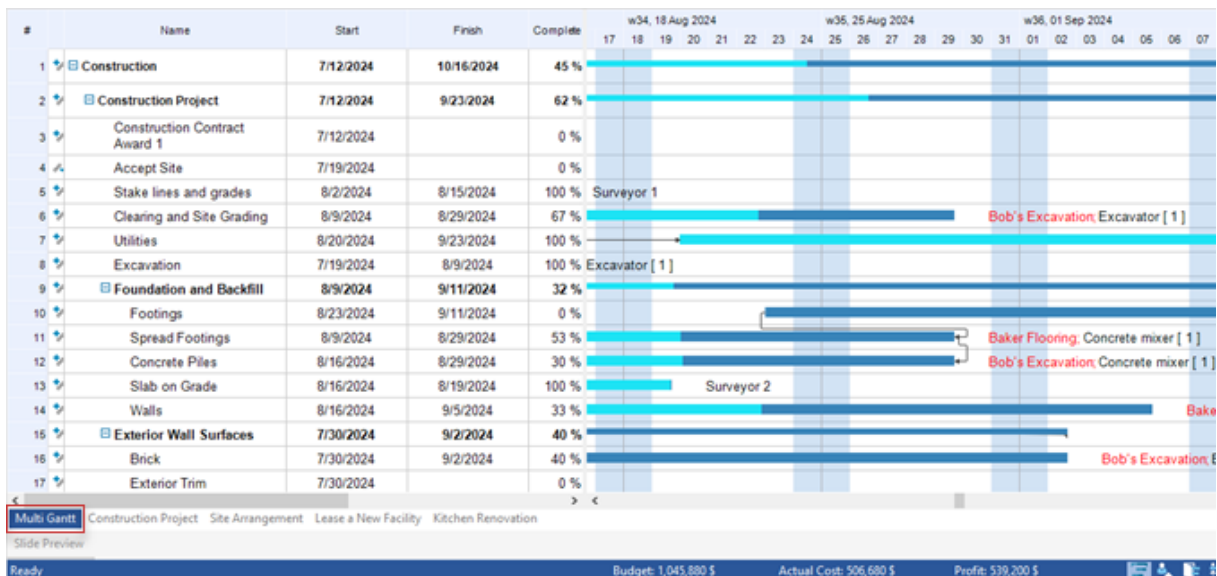 w34, 18 Aug 2024 w35, 25 Aug 2024 w36, 01 Sep 2024
# Name Start Finish Complete
17 18 19 20 21 22 23 24 25 26 27 28 29 30 31 01 02 03 04 05 06 07
1 Construction 7/12/2024 10/16/2024 45 %
2 Construction Project 7/12/2024 9/23/2024 62 %
3 Construction Contract Award 1 7/12/2024 0 %
4 Accept Site 7/19/2024 0 %
5 Stake lines and grades 8/2/2024 8/15/2024 100 % Surveyor 1
6 Clearing and Site Grading 8/9/2024 8/29/2024 67 % Bob's Excavation; Excavator [ 1 ]
7 Utilities 8/20/2024 9/23/2024 100 %
8 Excavation 7/19/2024 8/9/2024 100 % Excavator [ 1 ]
9 Foundation and Backfill 8/9/2024 9/11/2024 32 %
10 Footings 8/23/2024 9/11/2024 0 %
11 Spread Footings 8/9/2024 8/29/2024 53 % Baker Flooring; Concrete mixer [ 1 ]
12 Concrete Piles 8/16/2024 8/29/2024 30 % Bob's Excavation; Concrete mixer [ 1 ]
13 Slab on Grade 8/16/2024 8/19/2024 100 % Surveyor 2
14 Walls 8/16/2024 9/5/2024 33 % Bake
15 Exterior Wall Surfaces 7/30/2024 9/2/2024 40 %
16 Brick 7/30/2024 9/2/2024 40 % Bob's Excavation;
17 Exterior Trim 7/30/2024 0 %
Multi Gantt Construction Project Site Arrangement Lease a New Facility Kitchen Renovation
Slide Preview
Ready Budget: 1,045,880 $ Actual Cost: 506,680 $ Profit: 539,200 $